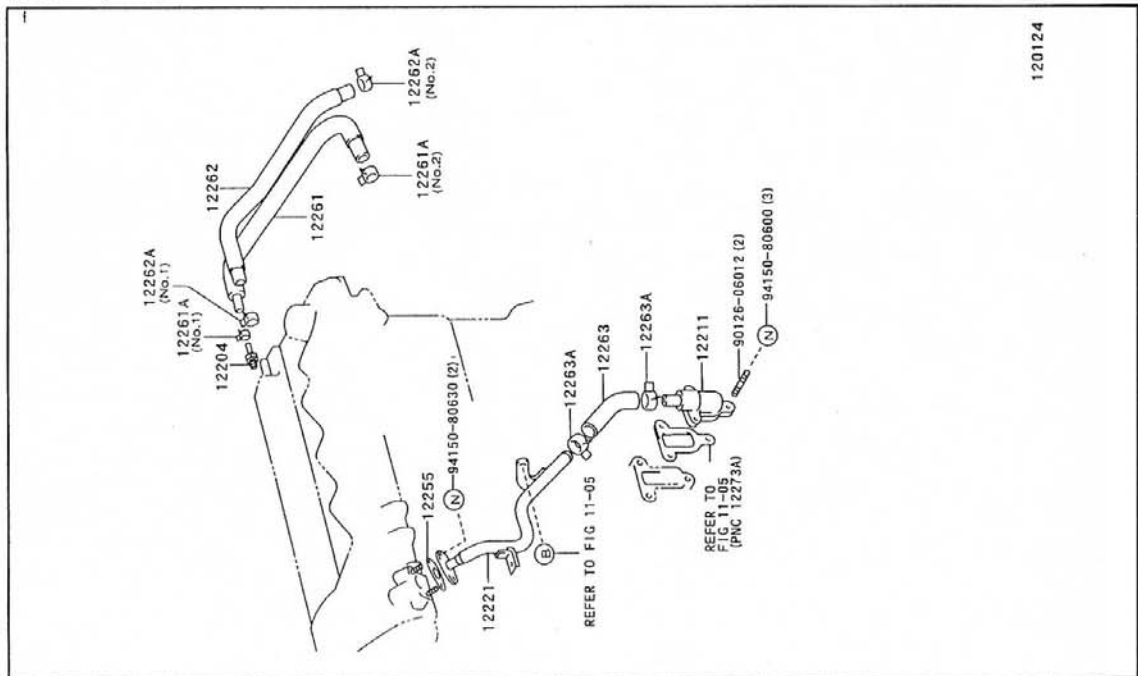 120124
12262A
(No.2)
12262
12261A
(No.2)
12261
12262A
(No.1)
12261A
(No.1)
12204
94150-80630 (2)
N
12255
12263A
12263
12263A
12211
90126-06012 (2)
94150-80600 (3)
N
12221
B
REFER TO FIG 11-05
REFER TO
FIG 11-05
(PNC 12273A)